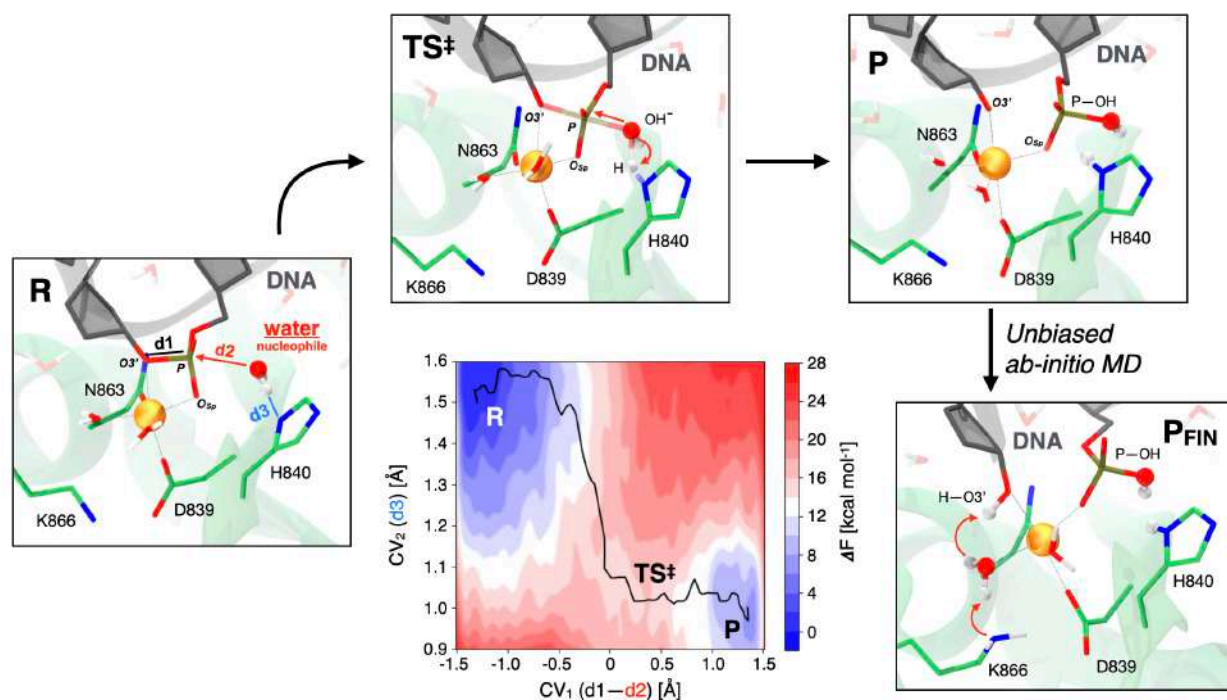 TS‡
DNA
O3'
P
OH⁻
N863
O_Sp
H
H840
D839
K866
P
DNA
O3'
P—OH
N863
O_Sp
H840
D839
K866
R
DNA
d1
water
nucleophile
O3'
P
d2
N863
O_Sp
d3
H840
D839
K866
Unbiased
ab-initio MD
P_FIN
DNA
P—OH
H—O3'
H840
K866
D839
1.6
1.5
1.4
1.3
1.2
1.1
1.0
0.9
CV₂ (d3) [Å]
R
TS‡
P
-1.5
-1.0
-0.5
0
0.5
1.0
1.5
CV₁ (d1—d2) [Å]
28
24
20
16
12
8
4
0
ΔF [kcal mol⁻¹]